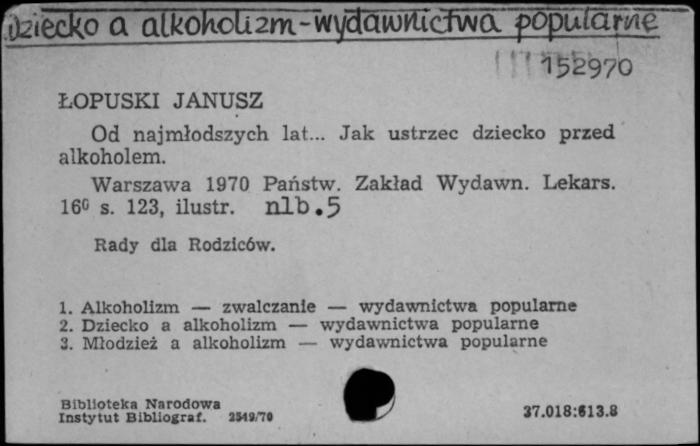 Dziecko a alkoholizm-wydawnictwa popularne
152970
ŁOPUSKI JANUSZ
Od najmłodszych lat... Jak ustrzec dziecko przed
alkoholem.
Warszawa 1970 Państw. Zakład Wydawn. Lekars.
16⁰ s. 123, ilustr. nlb.5
Rady dla Rodziców.
1. Alkoholizm — zwalczanie — wydawnictwa popularne
2. Dziecko a alkoholizm — wydawnictwa popularne
3. Młodzież a alkoholizm — wydawnictwa popularne
Biblioteka Narodowa
Instytut Bibliograf. 2549/70
37.018:613.8